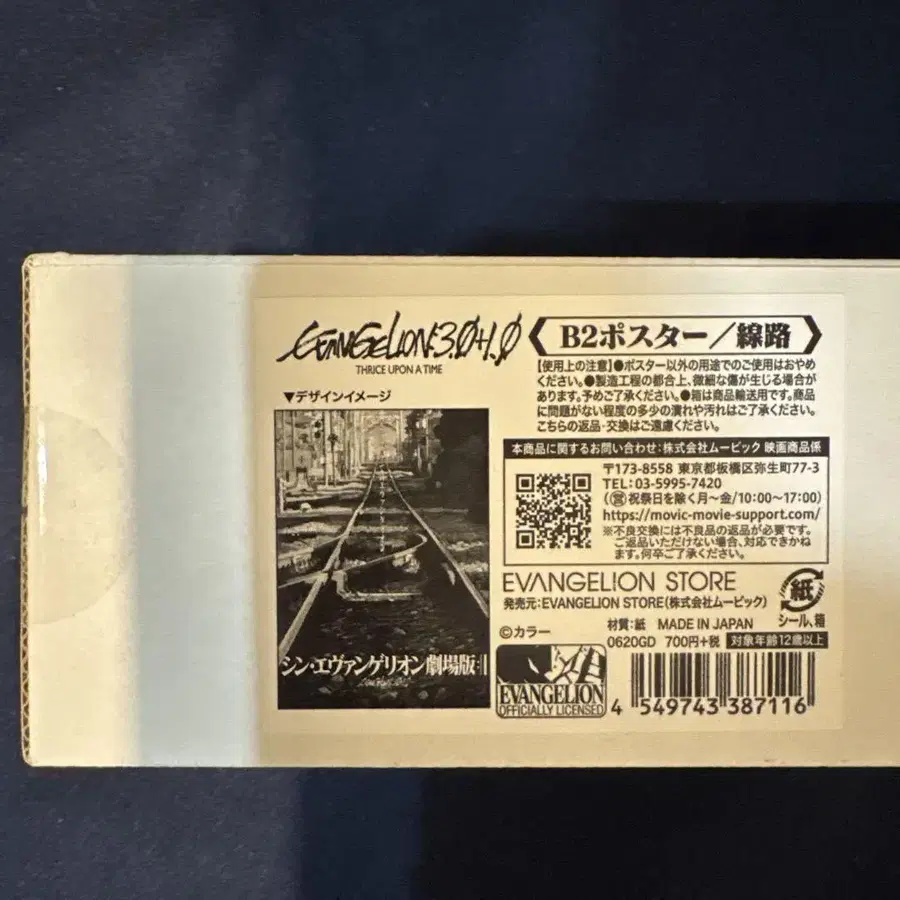 EVANGELION:3.0+1.0
THRICE UPON A TIME
▼デザインイメージ
シン・エヴァンゲリオン劇場版:||
B2ポスター/線路
【使用上の注意】●ポスター以外の用途でのご使用はおやめ
ください。●製造工程の都合上、微細な傷が生じる場合が
あります。予めご了承ください。●箱は商品輸送用です。商品
に問題がない程度の多少の潰れや汚れはご了承ください。
こちらの返品・交換はご遠慮ください。
本商品に関するお問い合わせ:株式会社ムービック 映画商品係
〒173-8558 東京都板橋区弥生町77-3
TEL:03-5995-7420
(㊡祝祭日を除く月〜金/10:00〜17:00)
https://movic-movie-support.com/
※不良交換には不良品の返品が必要です。
ご返品いただけない場合、対応できかね
ます。何卒ご了承ください。
EVANGELION STORE
発売元:EVANGELION STORE(株式会社ムービック)
紙
シール、箱
材質:紙 MADE IN JAPAN
©カラー
0620GD 700円+税 対象年齢12歳以上
EVANGELION
OFFICIALLY LICENSED
4 549743 387116